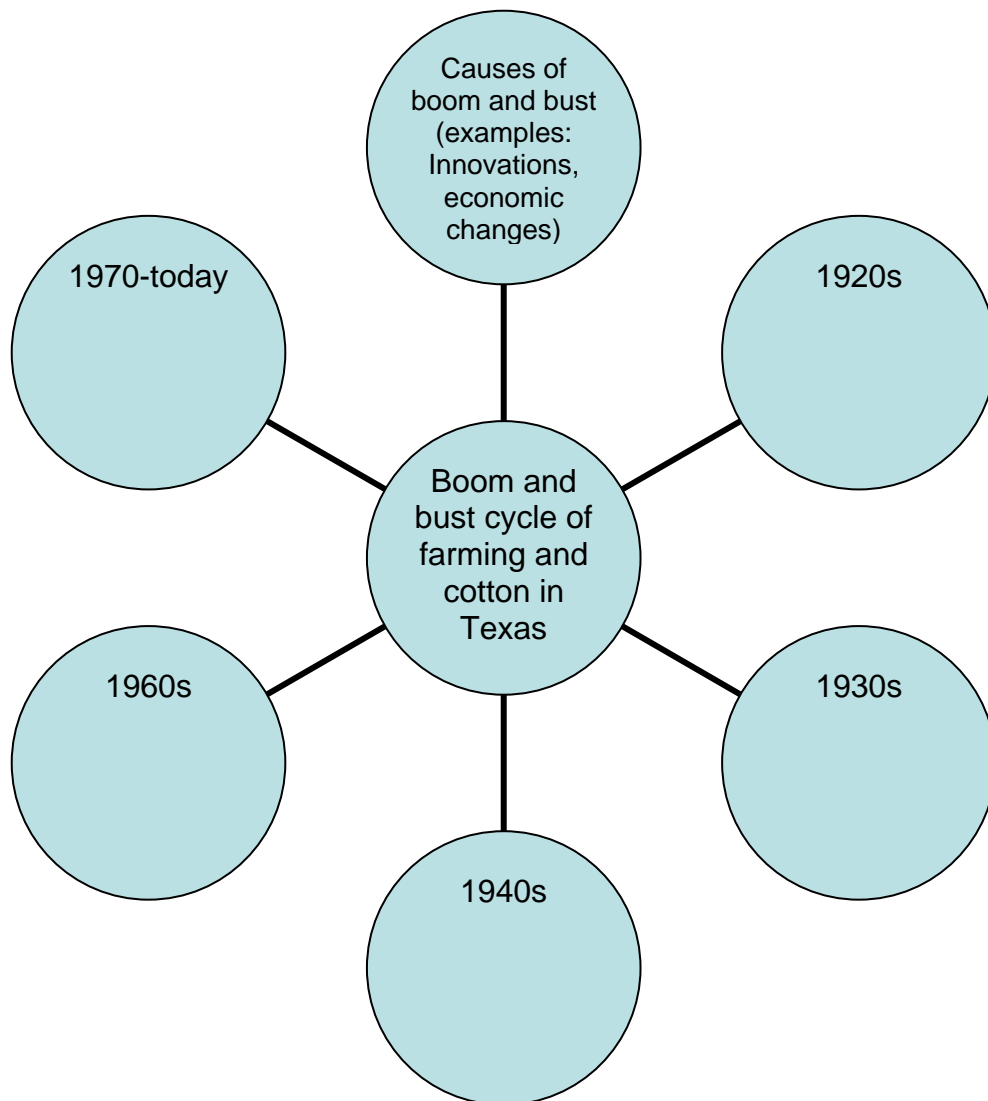 Causes of
boom and bust
(examples:
Innovations,
economic
changes)
1970-today
1920s
Boom and
bust cycle of
farming and
cotton in
Texas
1960s
1930s
1940s